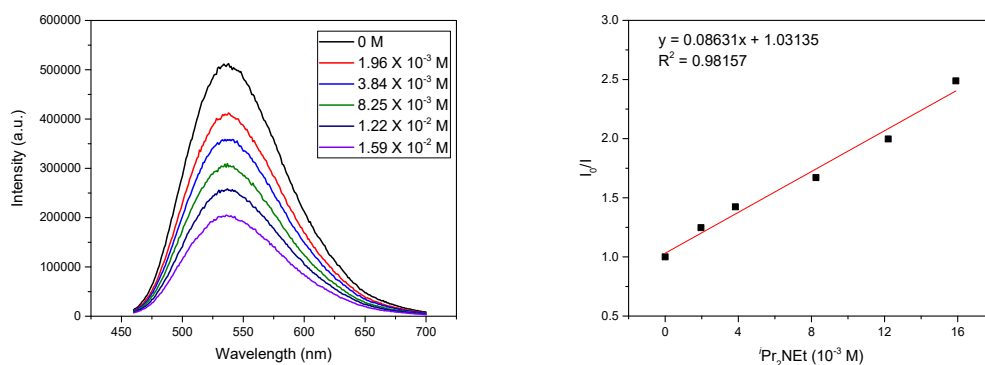 600000
500000
400000
300000
200000
100000
0
Intensity (a.u.)
450
500
550
600
650
700
Wavelength (nm)
0 M
1.96 X 10⁻³ M
3.84 X 10⁻³ M
8.25 X 10⁻³ M
1.22 X 10⁻² M
1.59 X 10⁻² M
y = 0.08631x + 1.03135
R² = 0.98157
3.0
2.5
2.0
1.5
1.0
0.5
I₀/I
0
4
8
12
16
ⁱPr₂NEt (10⁻³ M)